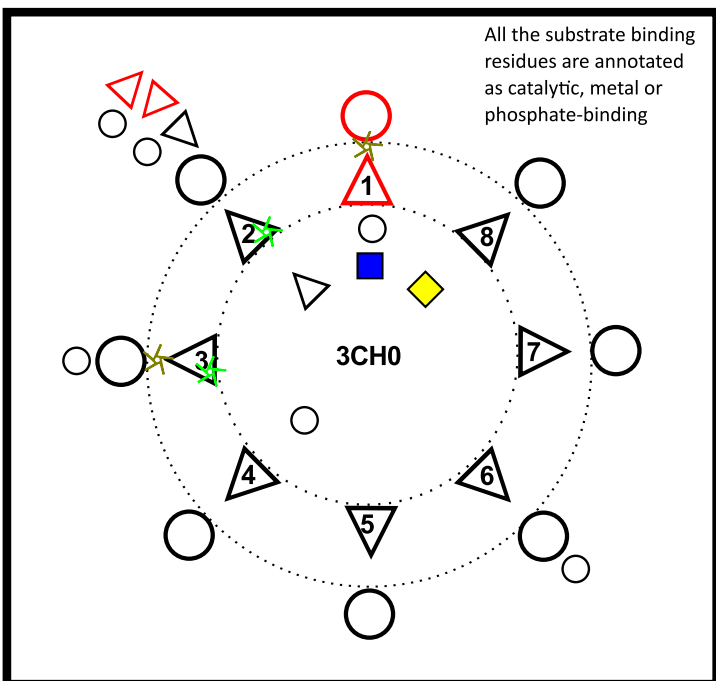 All the substrate binding
residues are annotated
as catalytic, metal or
phosphate-binding
1
2
8
3
3CH0
7
4
6
5